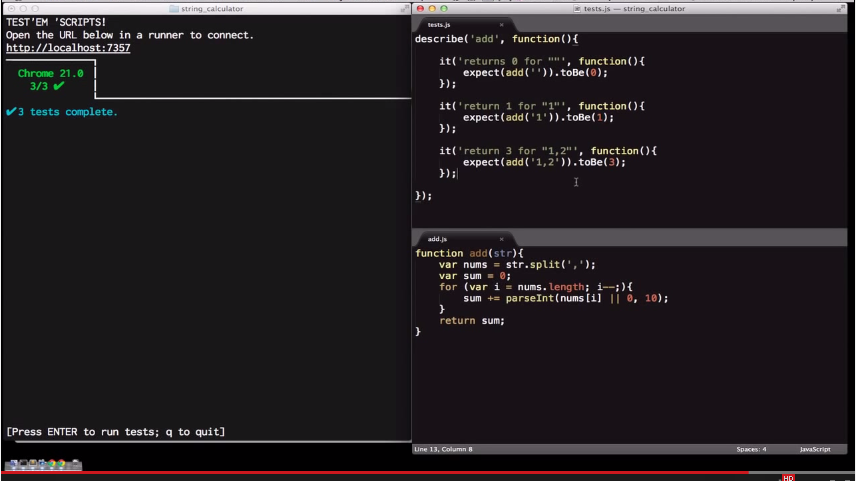 string_calculator
TEST'EM 'SCRIPTS!
Open the URL below in a runner to connect.
http://localhost:7357
Chrome 21.0
3/3 ✔
✔3 tests complete.
[Press ENTER to run tests; q to quit]
tests.js — string_calculator
tests.js
describe('add', function(){
it('returns 0 for ""', function(){
expect(add('')).toBe(0);
});
it('return 1 for "1"', function(){
expect(add('1')).toBe(1);
});
it('return 3 for "1,2"', function(){
expect(add('1,2')).toBe(3);
});
});
add.js
function add(str){
var nums = str.split(',');
var sum = 0;
for (var i = nums.length; i--;){
sum += parseInt(nums[i] || 0, 10);
}
return sum;
}
Line 13, Column 8
Spaces: 4
JavaScript
HD